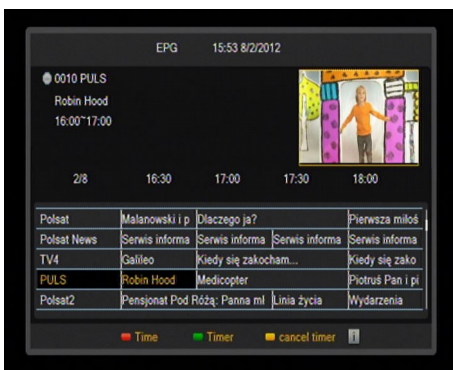 EPG 15:53 8/2/2012
0010 PULS
Robin Hood
16:00~17:00
2/8 16:30 17:00 17:30 18:00
Polsat Malanowski i p Dlaczego ja? Pierwsza miłoś
Polsat News Serwis informa Serwis informa Serwis informa Serwis informa
TV4 Galileo Kiedy się zakocham... Kiedy się zako
PULS Robin Hood Medicopter Piotruś Pan i pi
Polsat2 Pensjonat Pod Różą: Panna mł Linia życia Wydarzenia
Time Timer cancel timer i